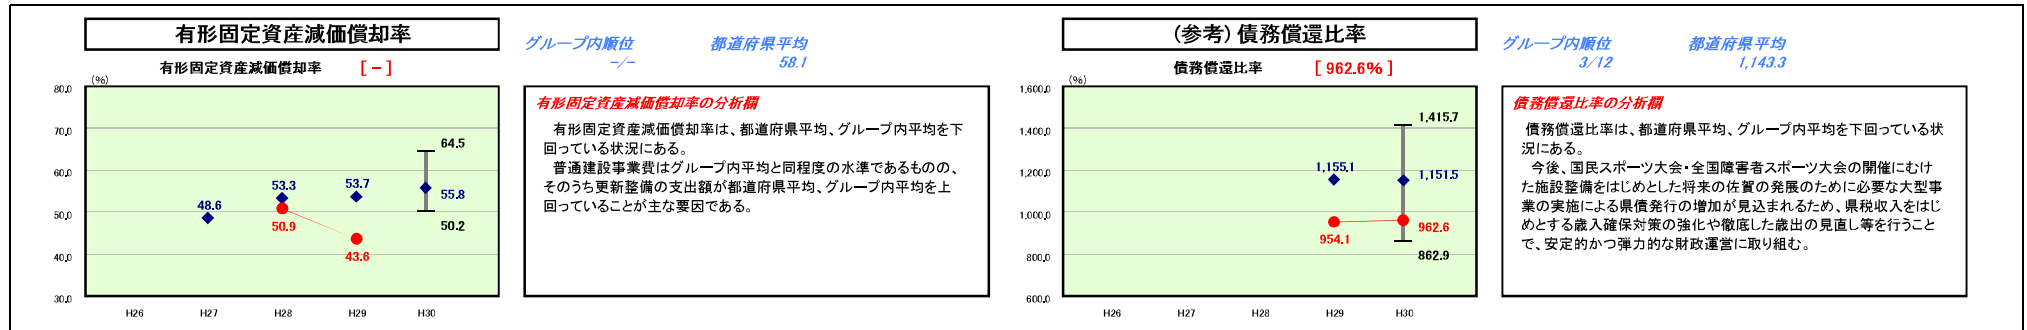 有形固定資産減価償却率
有形固定資産減価償却率 [ － ]
グループ内順位 都道府県平均
－/－ 58.1
(%)
80.0
70.0
60.0
50.0
40.0
30.0
48.6
53.3
50.9
53.7
43.6
64.5
55.8
50.2
H26 H27 H28 H29 H30
有形固定資産減価償却率の分析欄
有形固定資産減価償却率は、都道府県平均、グループ内平均を下
回っている状況にある。
普通建設事業費はグループ内平均と同程度の水準であるものの、
そのうち更新整備の支出額が都道府県平均、グループ内平均を上
回っていることが主な要因である。
(参考)債務償還比率
債務償還比率 [ 962.6% ]
グループ内順位 都道府県平均
3/12 1,143.3
(%)
1,600.0
1,400.0
1,200.0
1,000.0
800.0
600.0
1,155.1
954.1
1,415.7
1,151.5
962.6
862.9
H26 H27 H28 H29 H30
債務償還比率の分析欄
債務償還比率は、都道府県平均、グループ内平均を下回っている状
況にある。
今後、国民スポーツ大会・全国障害者スポーツ大会の開催にむけ
た施設整備をはじめとした将来の佐賀の発展のために必要な大型事
業の実施による県債発行の増加が見込まれるため、県税収入をはじ
めとする歳入確保対策の強化や徹底した歳出の見直し等を行うこと
で、安定的かつ弾力的な財政運営に取り組む。